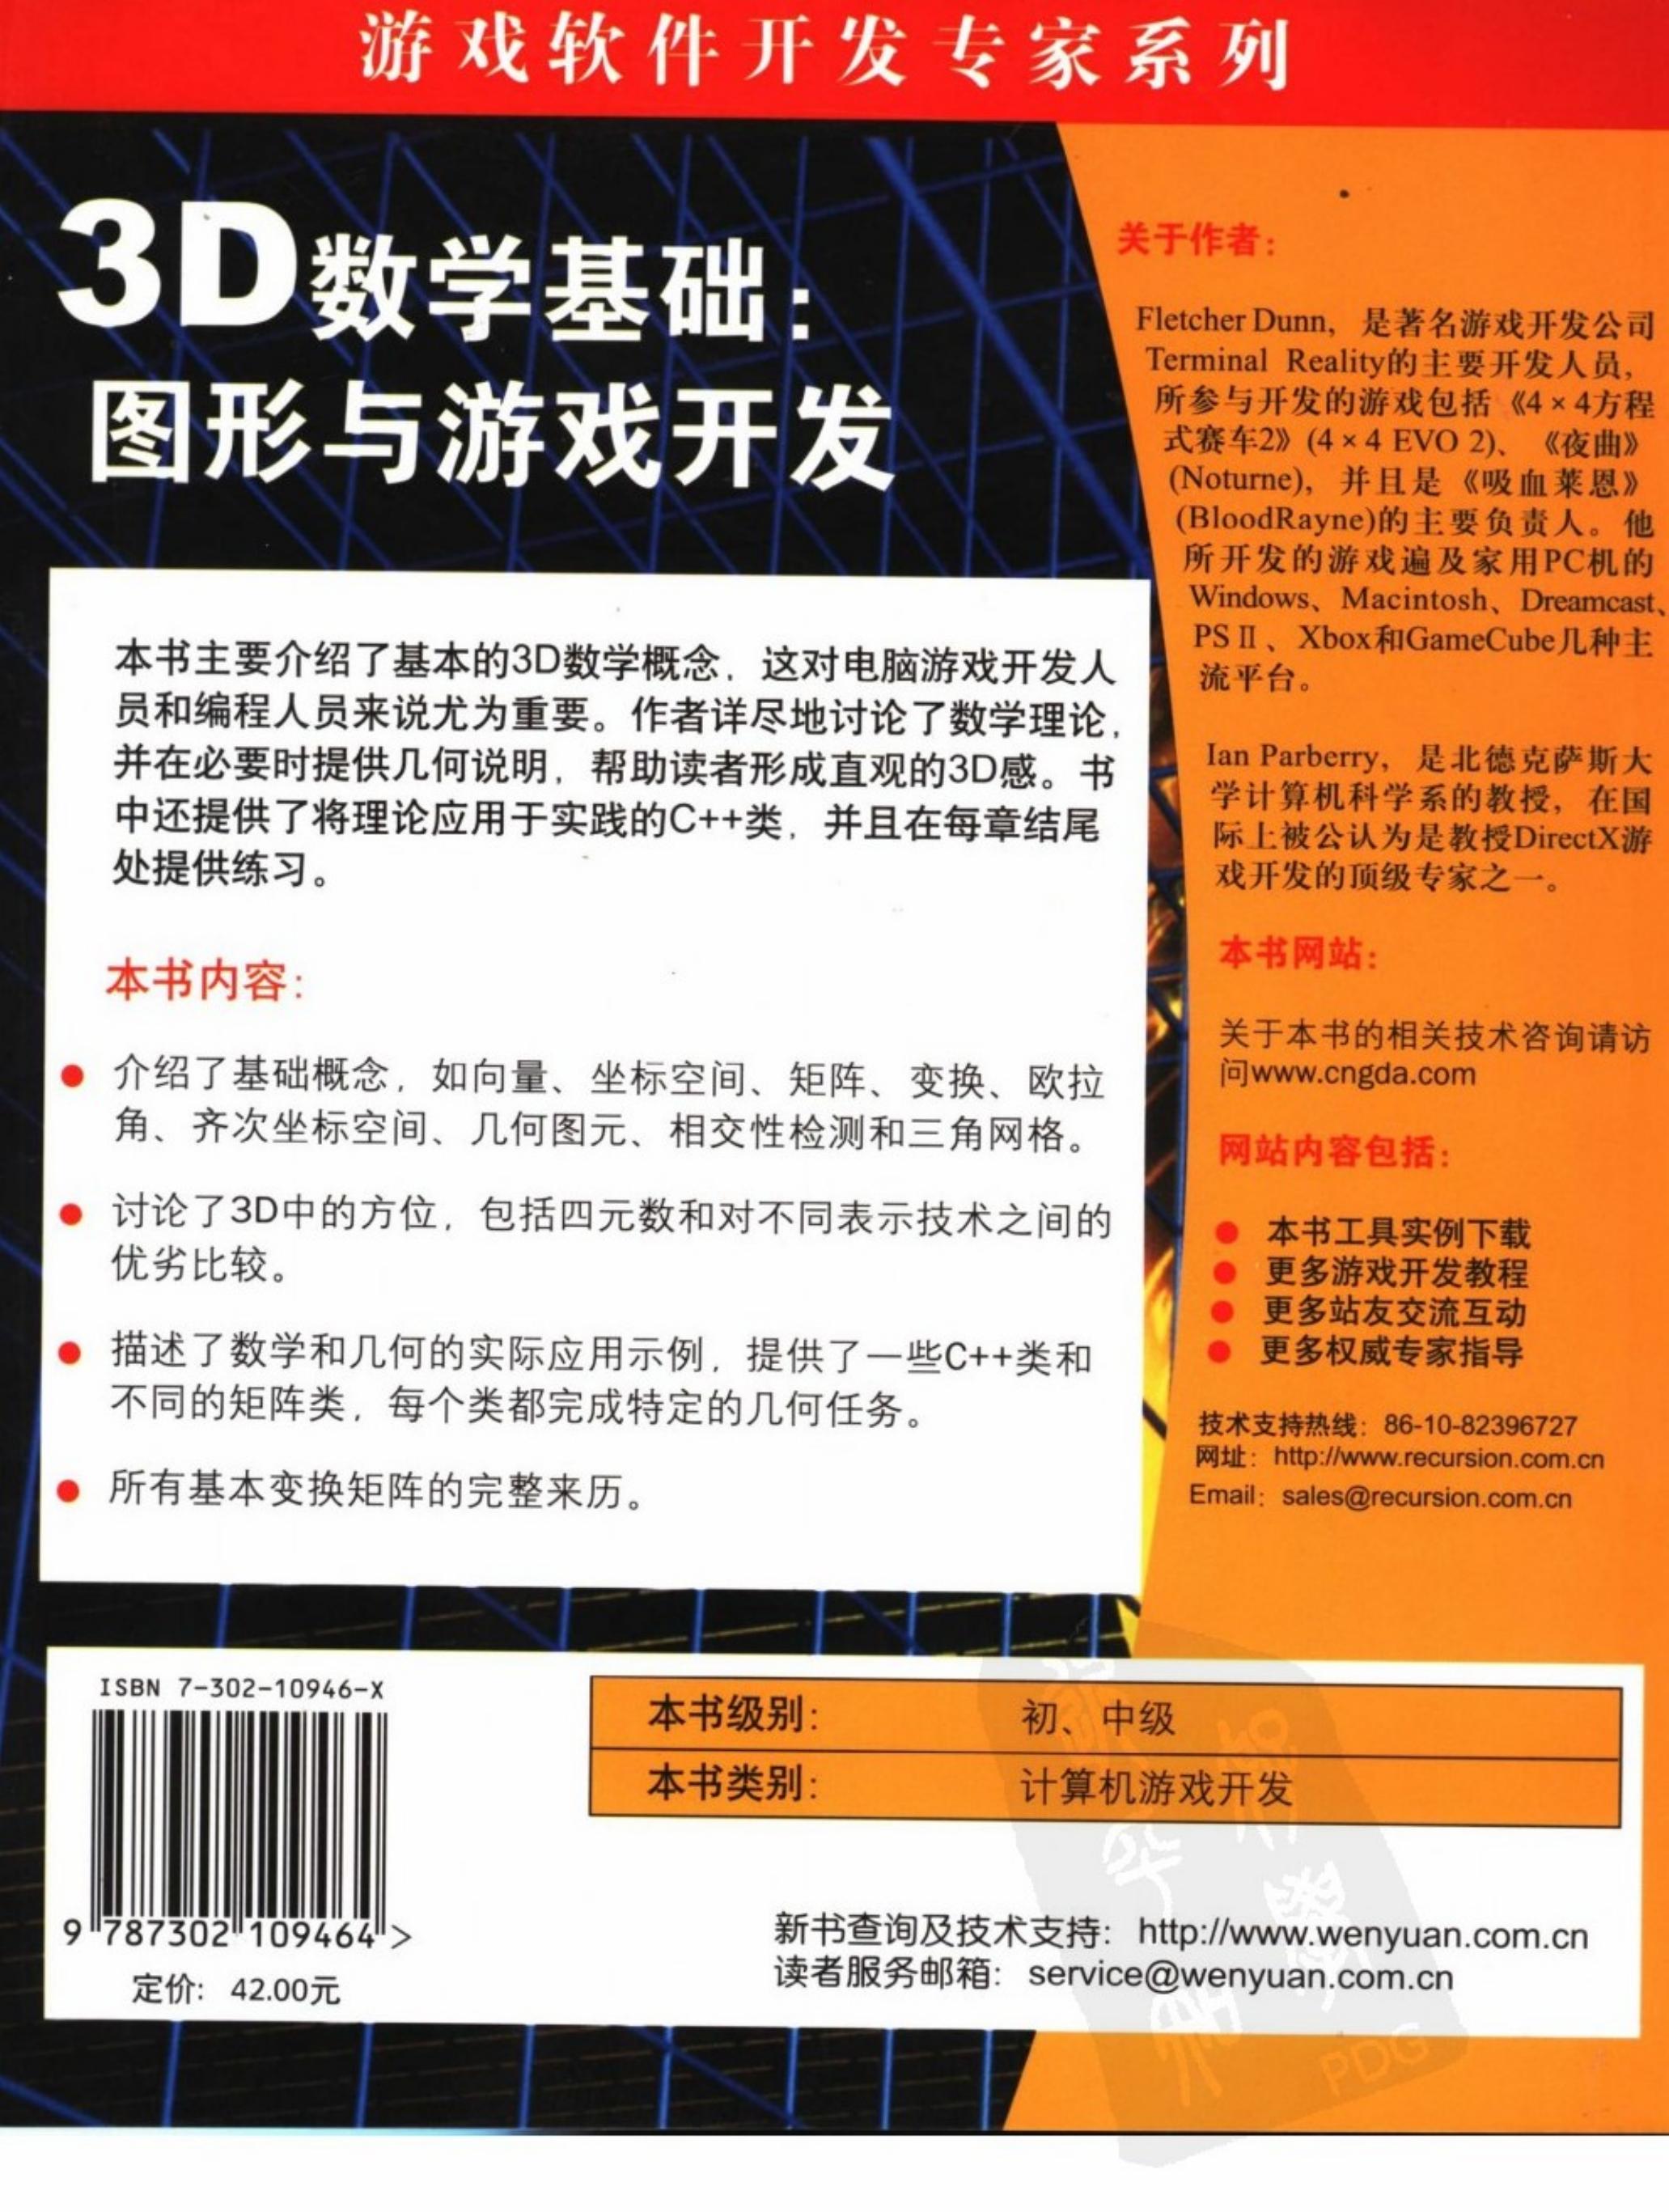 游戏软件开发专家系列
3D数学基础：
图形与游戏开发
本书主要介绍了基本的3D数学概念，这对电脑游戏开发人
员和编程人员来说尤为重要。作者详尽地讨论了数学理论，
并在必要时提供几何说明，帮助读者形成直观的3D感。书
中还提供了将理论应用于实践的C++类，并且在每章结尾
处提供练习。
本书内容：
● 介绍了基础概念，如向量、坐标空间、矩阵、变换、欧拉
角、齐次坐标空间、几何图元、相交性检测和三角网格。
● 讨论了3D中的方位，包括四元数和对不同表示技术之间的
优劣比较。
● 描述了数学和几何的实际应用示例，提供了一些C++类和
不同的矩阵类，每个类都完成特定的几何任务。
● 所有基本变换矩阵的完整来历。
关于作者：
Fletcher Dunn，是著名游戏开发公司
Terminal Reality的主要开发人员，
所参与开发的游戏包括《4×4方程
式赛车2》(4×4 EVO 2)、《夜曲》
(Noturne)，并且是《吸血莱恩》
(BloodRayne)的主要负责人。他
所开发的游戏遍及家用PC机的
Windows、Macintosh、Dreamcast、
PSⅡ、Xbox和GameCube几种主
流平台。
Ian Parberry，是北德克萨斯大
学计算机科学系的教授，在国
际上被公认为是教授DirectX游
戏开发的顶级专家之一。
本书网站：
关于本书的相关技术咨询请访
问www.cngda.com
网站内容包括：
● 本书工具实例下载
● 更多游戏开发教程
● 更多站友交流互动
● 更多权威专家指导
技术支持热线：86-10-82396727
网址：http://www.recursion.com.cn
Email：sales@recursion.com.cn
ISBN 7-302-10946-X
9 787302 109464 >
定价：42.00元
本书级别：初、中级
本书类别：计算机游戏开发
新书查询及技术支持：http://www.wenyuan.com.cn
读者服务邮箱：service@wenyuan.com.cn
PDG